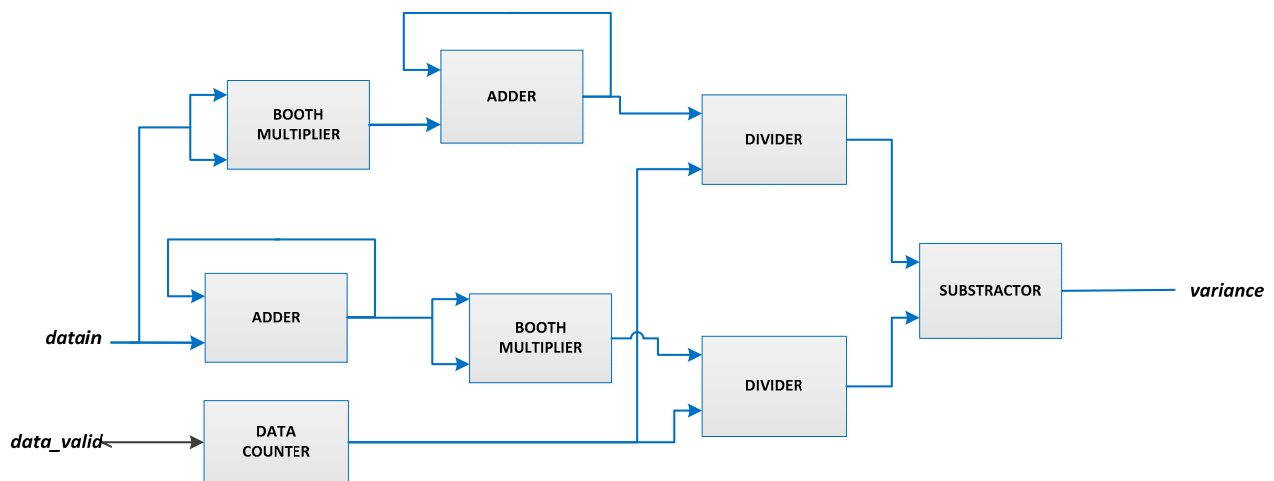 ADDER
BOOTH
MULTIPLIER
DIVIDER
ADDER
BOOTH
MULTIPLIER
SUBSTRACTOR
variance
datain
DIVIDER
data_valid
DATA
COUNTER